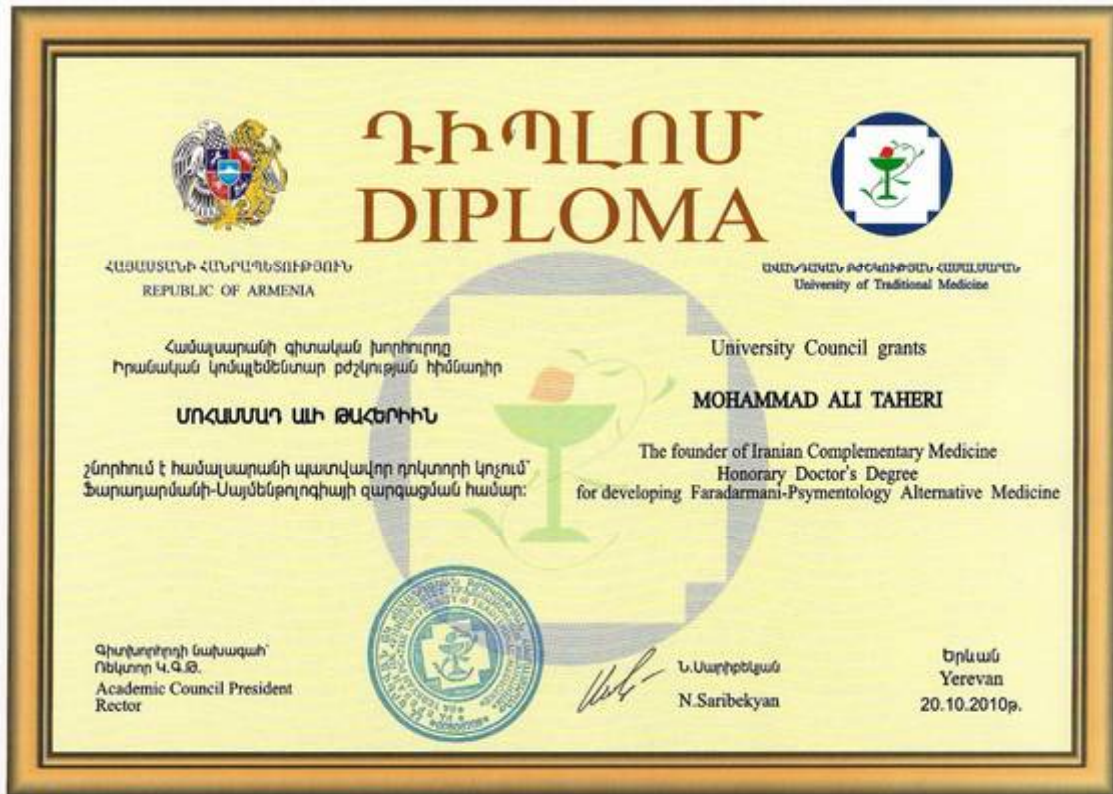 ԴԻՊԼՈՄ
DIPLOMA
ՀԱՅԱՍՏԱՆԻ ՀԱՆՐԱՊԵՏՈՒԹՅՈՒՆ
REPUBLIC OF ARMENIA
ԱՎԱՆԴԱԿԱՆ ԲԺՇԿՈՒԹՅԱՆ ՀԱՄԱԼՍԱՐԱՆ
University of Traditional Medicine
Համալսարանի գիտական խորհուրդը
Իրանական կոմպլեմենտար բժշկության հիմնադիր
ՄՈՀԱՄՄԱԴ ԱԼԻ ԹԱՀԵՐԻԻՆ
շնորհում է համալսարանի պատվավոր դոկտորի կոչում՝
Ֆարադարմանի-Սայմենթոլոգիայի զարգացման համար:
University Council grants
MOHAMMAD ALI TAHERI
The founder of Iranian Complementary Medicine
Honorary Doctor's Degree
for developing Faradarmani-Psymentology Alternative Medicine
Գիտխորհրդի նախագահ՝
Ռեկտոր Կ.Գ.Թ.
Academic Council President
Rector
Ն.Սարիբեկյան
N.Saribekyan
Երևան
Yerevan
20.10.2010թ.